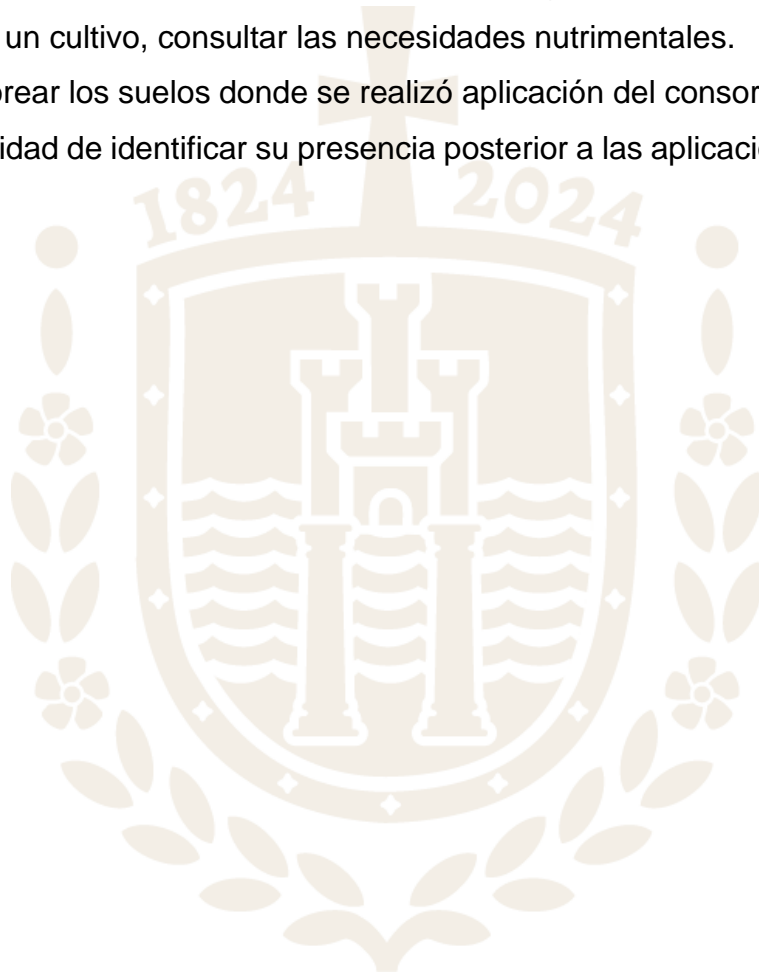 un cultivo, consultar las necesidades nutrimentales.
rear los suelos donde se realizó aplicación del consor
idad de identificar su presencia posterior a las aplicaci
1824 2024